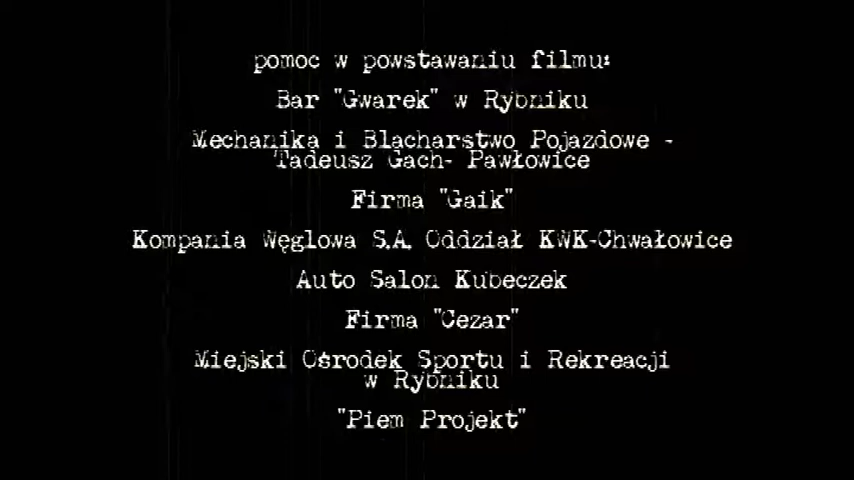 pomoc w powstawaniu filmu:
Bar "Gwarek" w Rybniku
Mechanika i Blacharstwo Pojazdowe -
Tadeusz Gach- Pawłowice
Firma "Gaik"
Kompania Węglowa S.A. Oddział KWK-Chwałowice
Auto Salon Kubeczek
Firma "Cezar"
Miejski Ośrodek Sportu i Rekreacji
w Rybniku
"Piem Projekt"